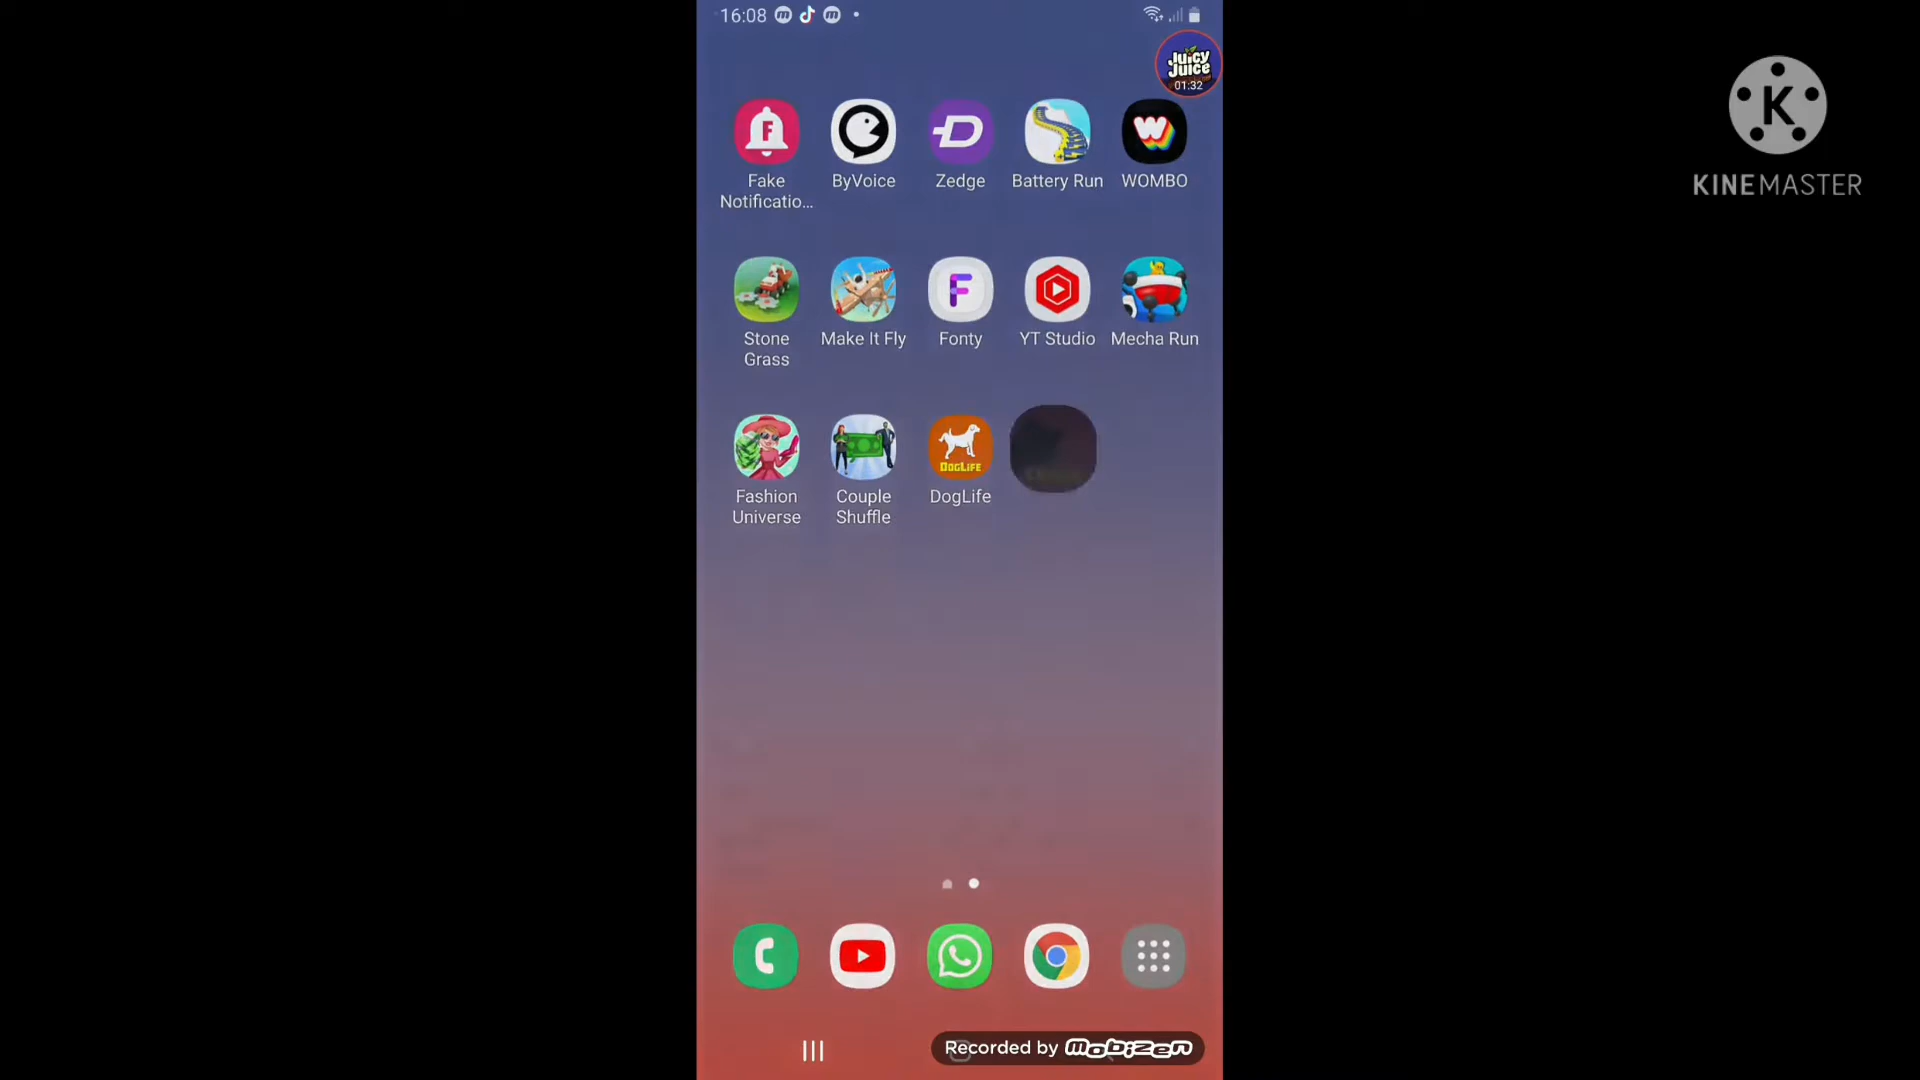 16:08
Juicy
Juice
01:32
K
KINEMASTER
F
D
W
Fake
Notificatio...
ByVoice
Zedge
Battery Run
WOMBO
F
Stone
Grass
Make It Fly
Fonty
YT Studio
Mecha Run
DOGLIFE
Fashion
Universe
Couple
Shuffle
DogLife
Recorded by mobizen